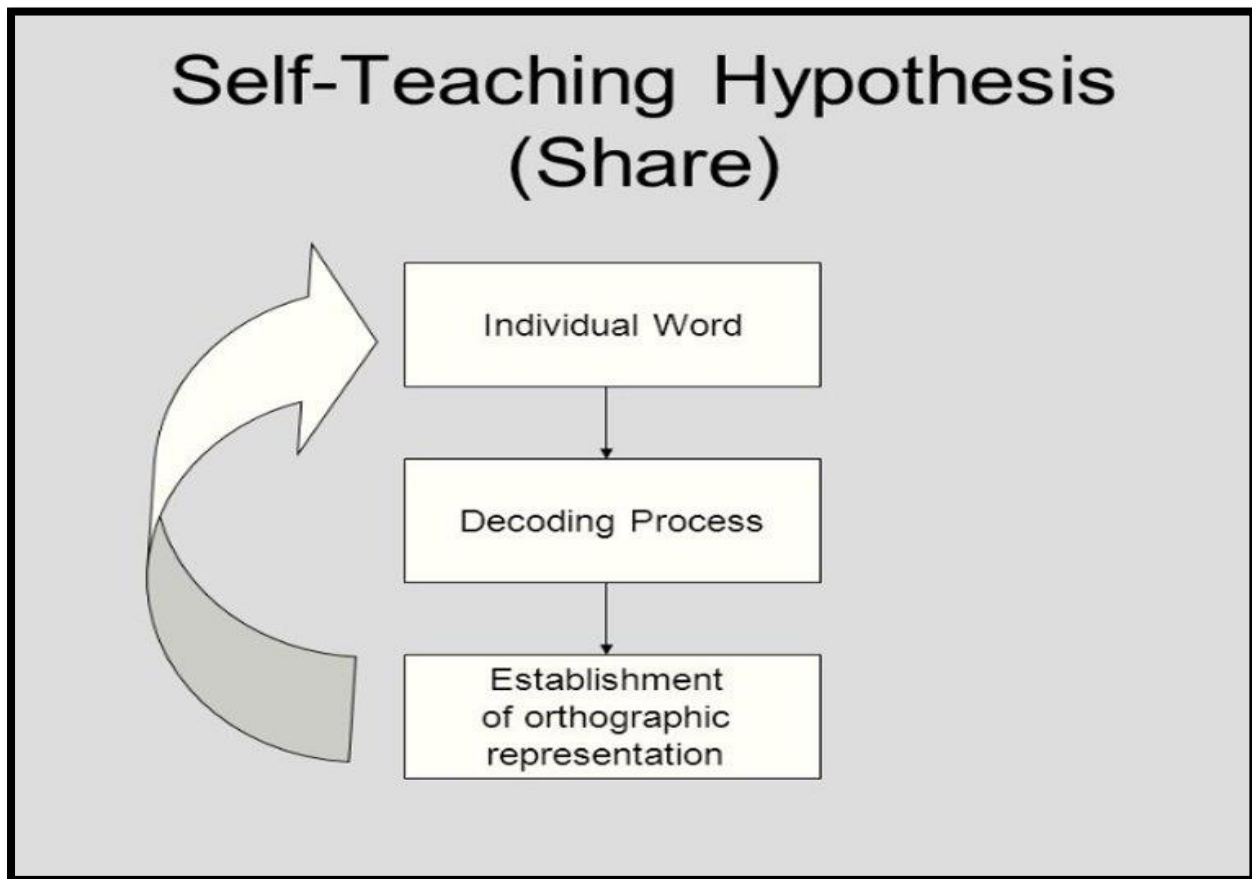 Self-Teaching Hypothesis
(Share)
Individual Word
Decoding Process
Establishment
of orthographic
representation